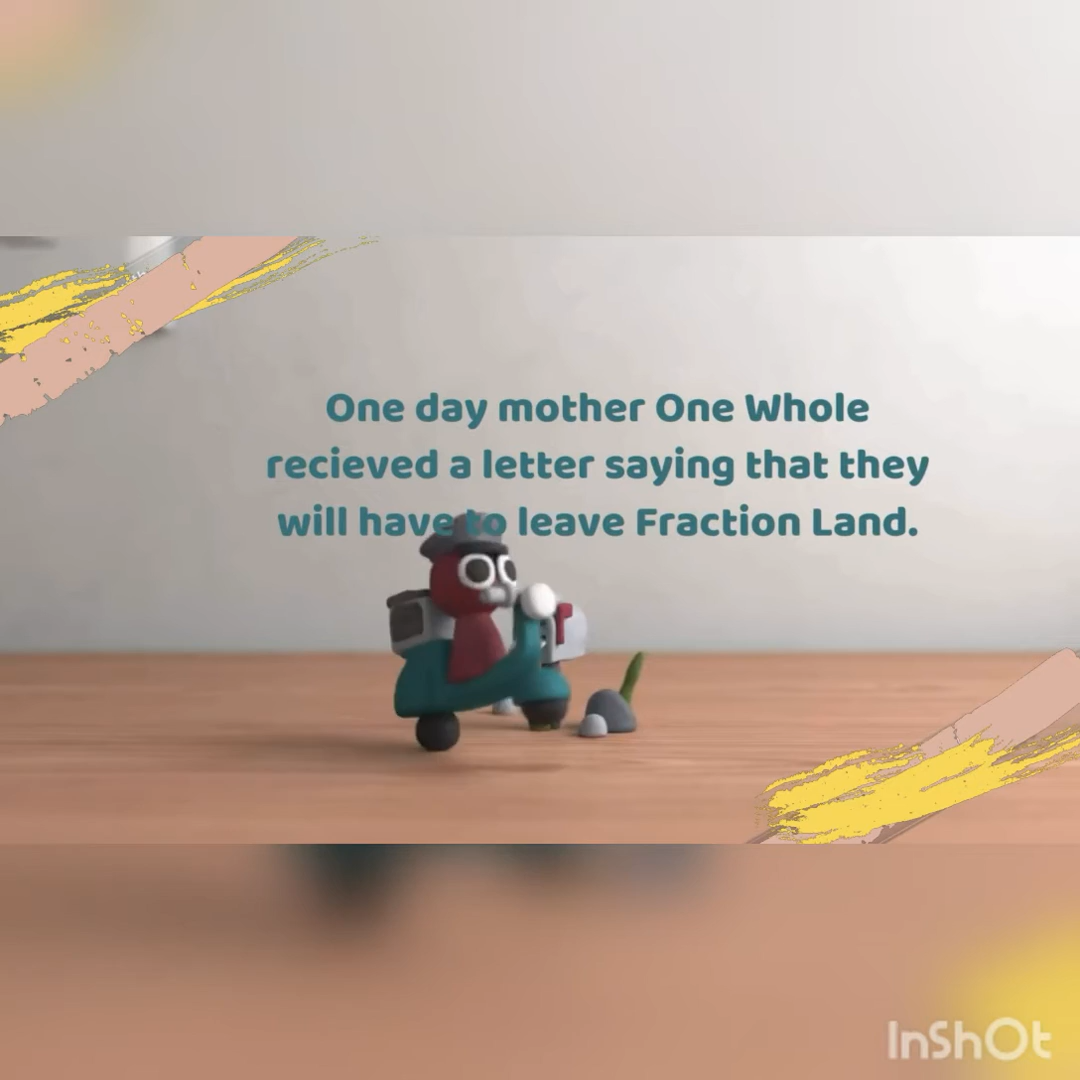 One day mother One Whole
recieved a letter saying that they
will have to leave Fraction Land.
InShOt